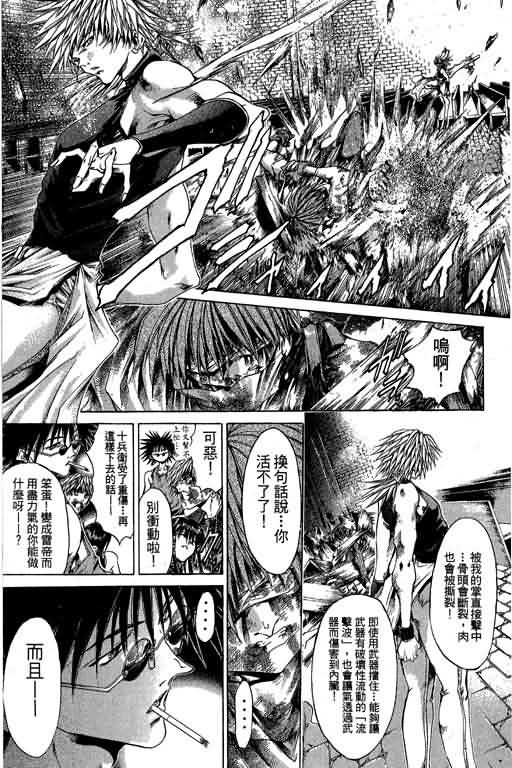 嗚啊！
被我的掌直接擊中
…骨頭會斷裂，肉
也會被撕裂！
即使用武器擋住…能夠讓
武器有破壞性流動的「流
擊波」，也會讓氣透過武
器而傷害到內臟！
換句話說…你
活不了了！
‥‥
可惡！
別衝動啦！
十兵衛受了重傷…再
這樣下去的話——
笨蛋！變成雷帝而
用盡力氣的你能做
什麼呀——？
‥‥
而且——